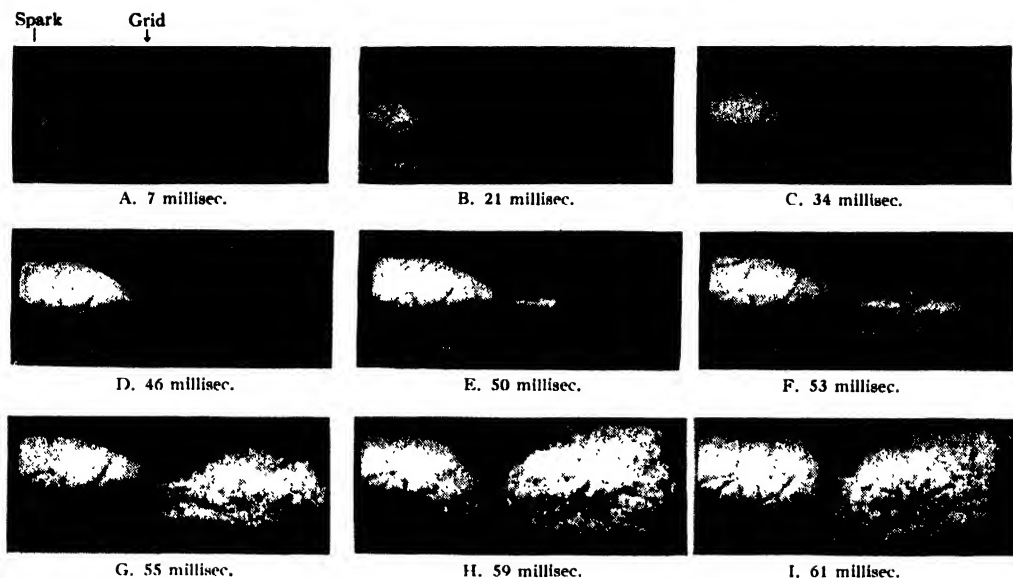 Spark Grid
A. 7 millisec.
B. 21 millisec.
C. 34 millisec.
D. 46 millisec.
E. 50 millisec.
F. 53 millisec.
G. 55 millisec.
H. 59 millisec.
I. 61 millisec.